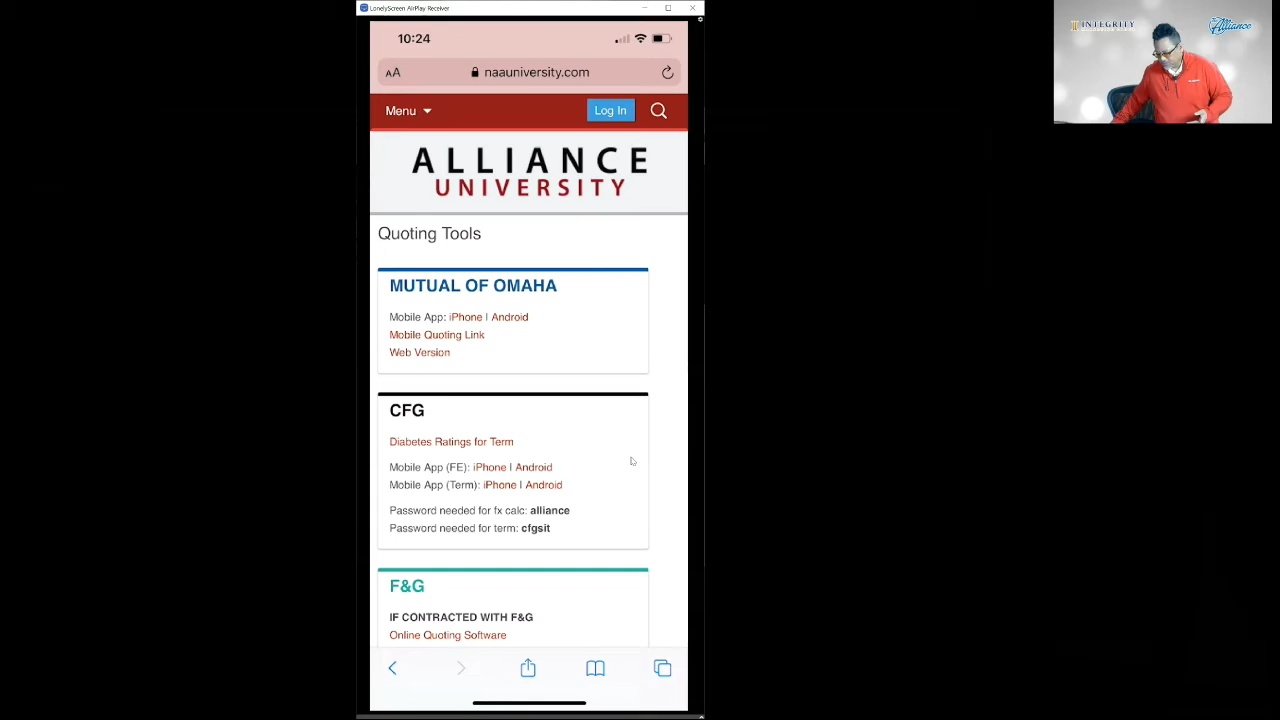 LonelyScreen AirPlay Receiver
10:24
AA
naauniversity.com
Menu
Log In
ALLIANCE
UNIVERSITY
Quoting Tools
MUTUAL OF OMAHA
Mobile App: iPhone | Android
Mobile Quoting Link
Web Version
CFG
Diabetes Ratings for Term
Mobile App (FE): iPhone | Android
Mobile App (Term): iPhone | Android
Password needed for fx calc: alliance
Password needed for term: cfgsit
F&G
IF CONTRACTED WITH F&G
Online Quoting Software
INTEGRITY
Alliance